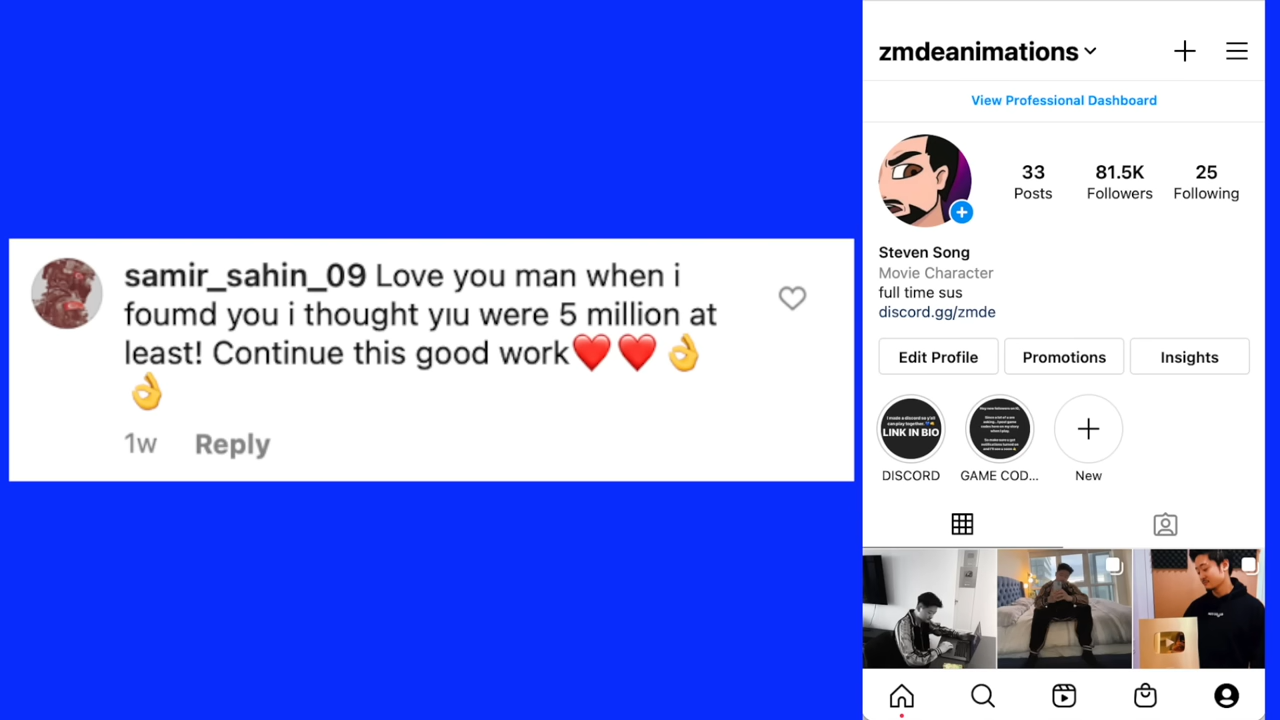 samir_sahin_09 Love you man when i
foumd you i thought yıu were 5 million at
least! Continue this good work❤️❤️👌
👌
1w Reply
zmdeanimations
View Professional Dashboard
33 81.5K 25
Posts Followers Following
Steven Song
Movie Character
full time sus
discord.gg/zmde
Edit Profile Promotions Insights
LINK IN BIO
DISCORD GAME COD... New